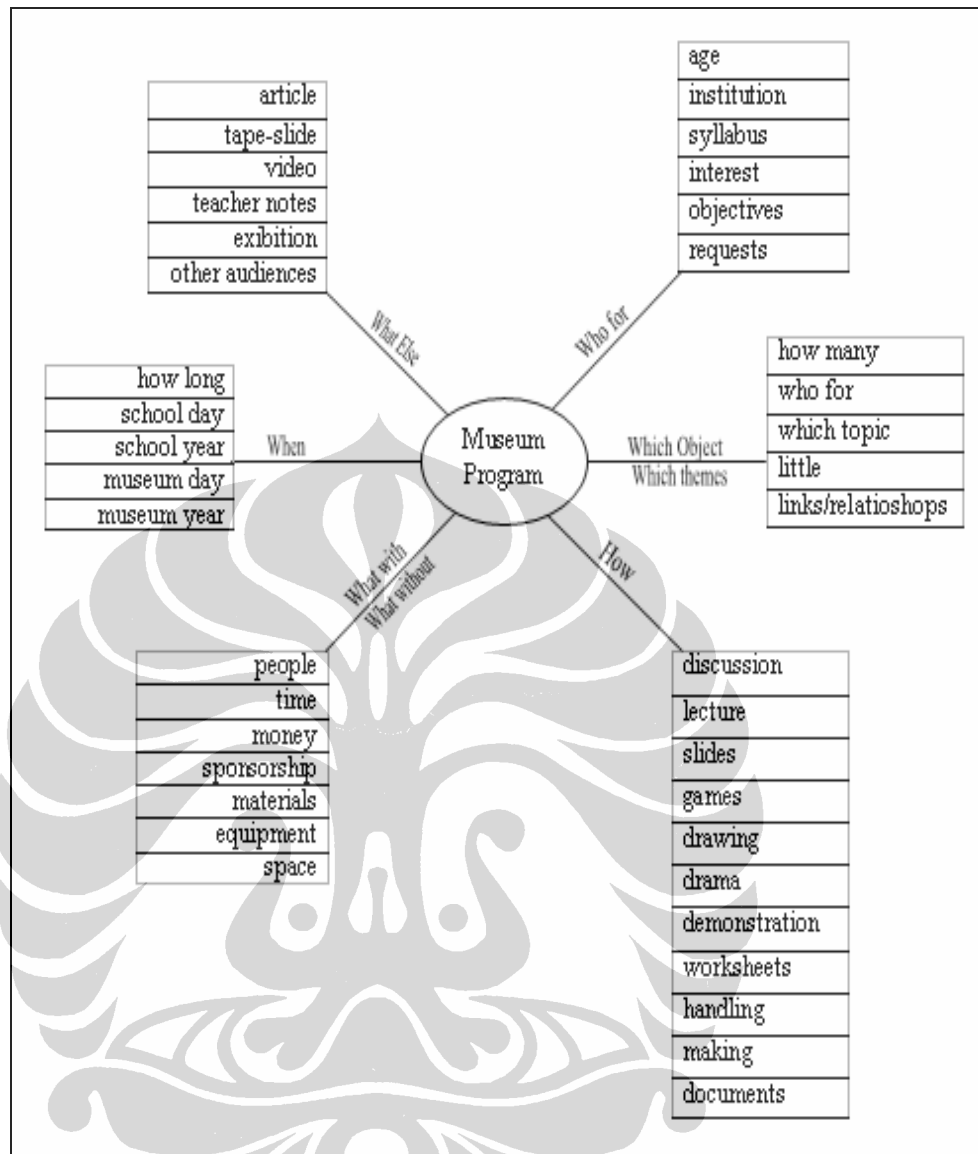 article
tape-slide
video
teacher notes
exibition
other audiences
What Else
age
institution
syllabus
interest
objectives
requests
Who for
how long
school day
school year
museum day
museum year
When
Museum
Program
Which Object
Which themes
how many
who for
which topic
little
links/relatioshops
What with
What without
people
time
money
sponsorship
materials
equipment
space
How
discussion
lecture
slides
games
drawing
drama
demonstration
worksheets
handling
making
documents